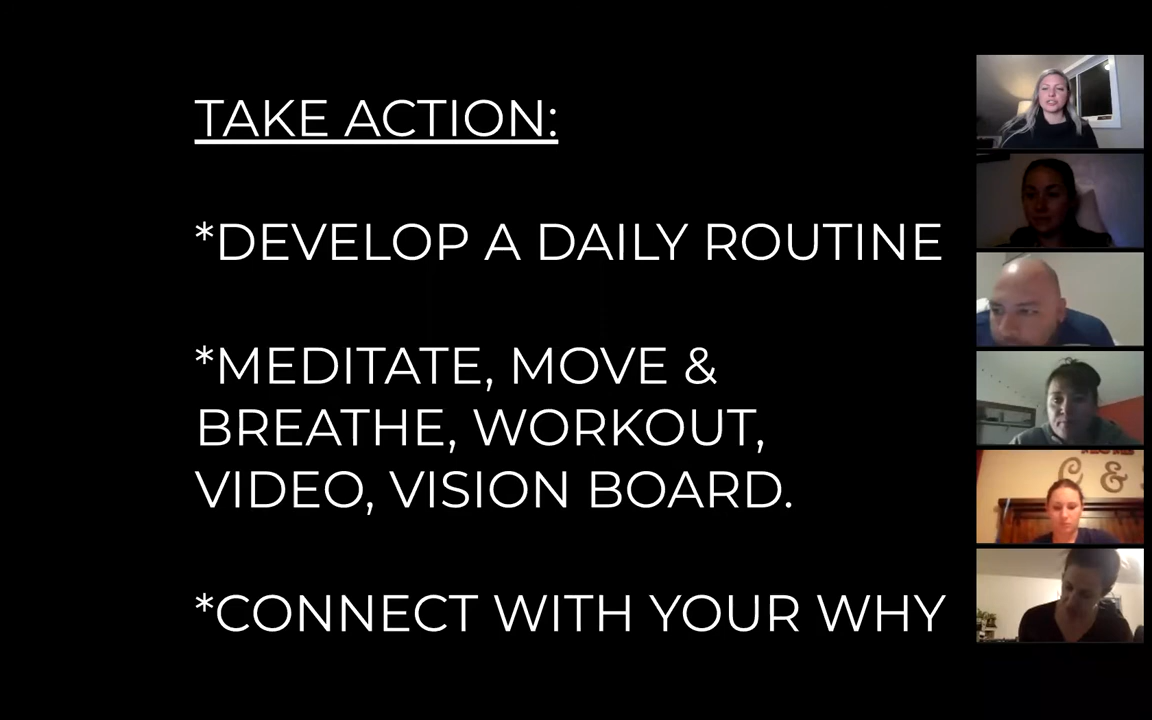 TAKE ACTION:
*DEVELOP A DAILY ROUTINE
*MEDITATE, MOVE &
BREATHE, WORKOUT,
VIDEO, VISION BOARD.
*CONNECT WITH YOUR WHY
C &